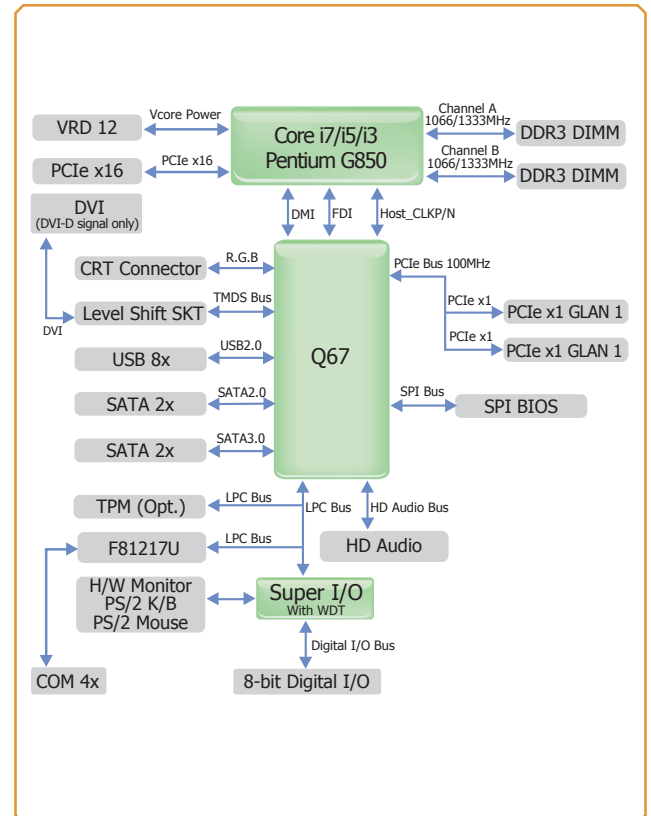 VRD 12
Vcore Power
Core i7/i5/i3
Pentium G850
Channel A
1066/1333MHz
DDR3 DIMM
PCIe x16
PCIe x16
Channel B
1066/1333MHz
DDR3 DIMM
DVI
(DVI-D signal only)
DMI
FDI
Host_CLKP/N
CRT Connector
R.G.B
PCIe Bus 100MHz
DVI
Level Shift SKT
TMDS Bus
Q67
PCIe x1
PCIe x1 GLAN 1
PCIe x1
PCIe x1 GLAN 1
USB 8x
USB2.0
SATA 2x
SATA2.0
SPI Bus
SPI BIOS
SATA 2x
SATA3.0
TPM (Opt.)
LPC Bus
LPC Bus
HD Audio Bus
F81217U
LPC Bus
HD Audio
H/W Monitor
PS/2 K/B
PS/2 Mouse
Super I/O
With WDT
Digital I/O Bus
COM 4x
8-bit Digital I/O